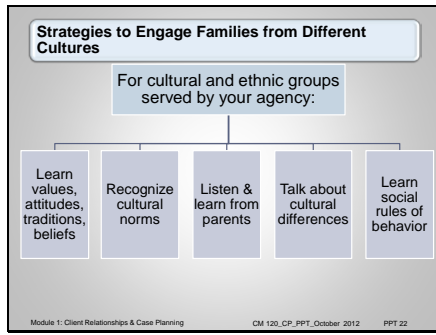 Strategies to Engage Families from Different
Cultures
For cultural and ethnic groups
served by your agency:
Learn
values,
attitudes,
traditions,
beliefs
Recognize
cultural
norms
Listen &
learn from
parents
Talk about
cultural
differences
Learn
social
rules of
behavior
Module 1: Client Relationships & Case Planning
CM 120_CP_PPT_October 2012
PPT 22